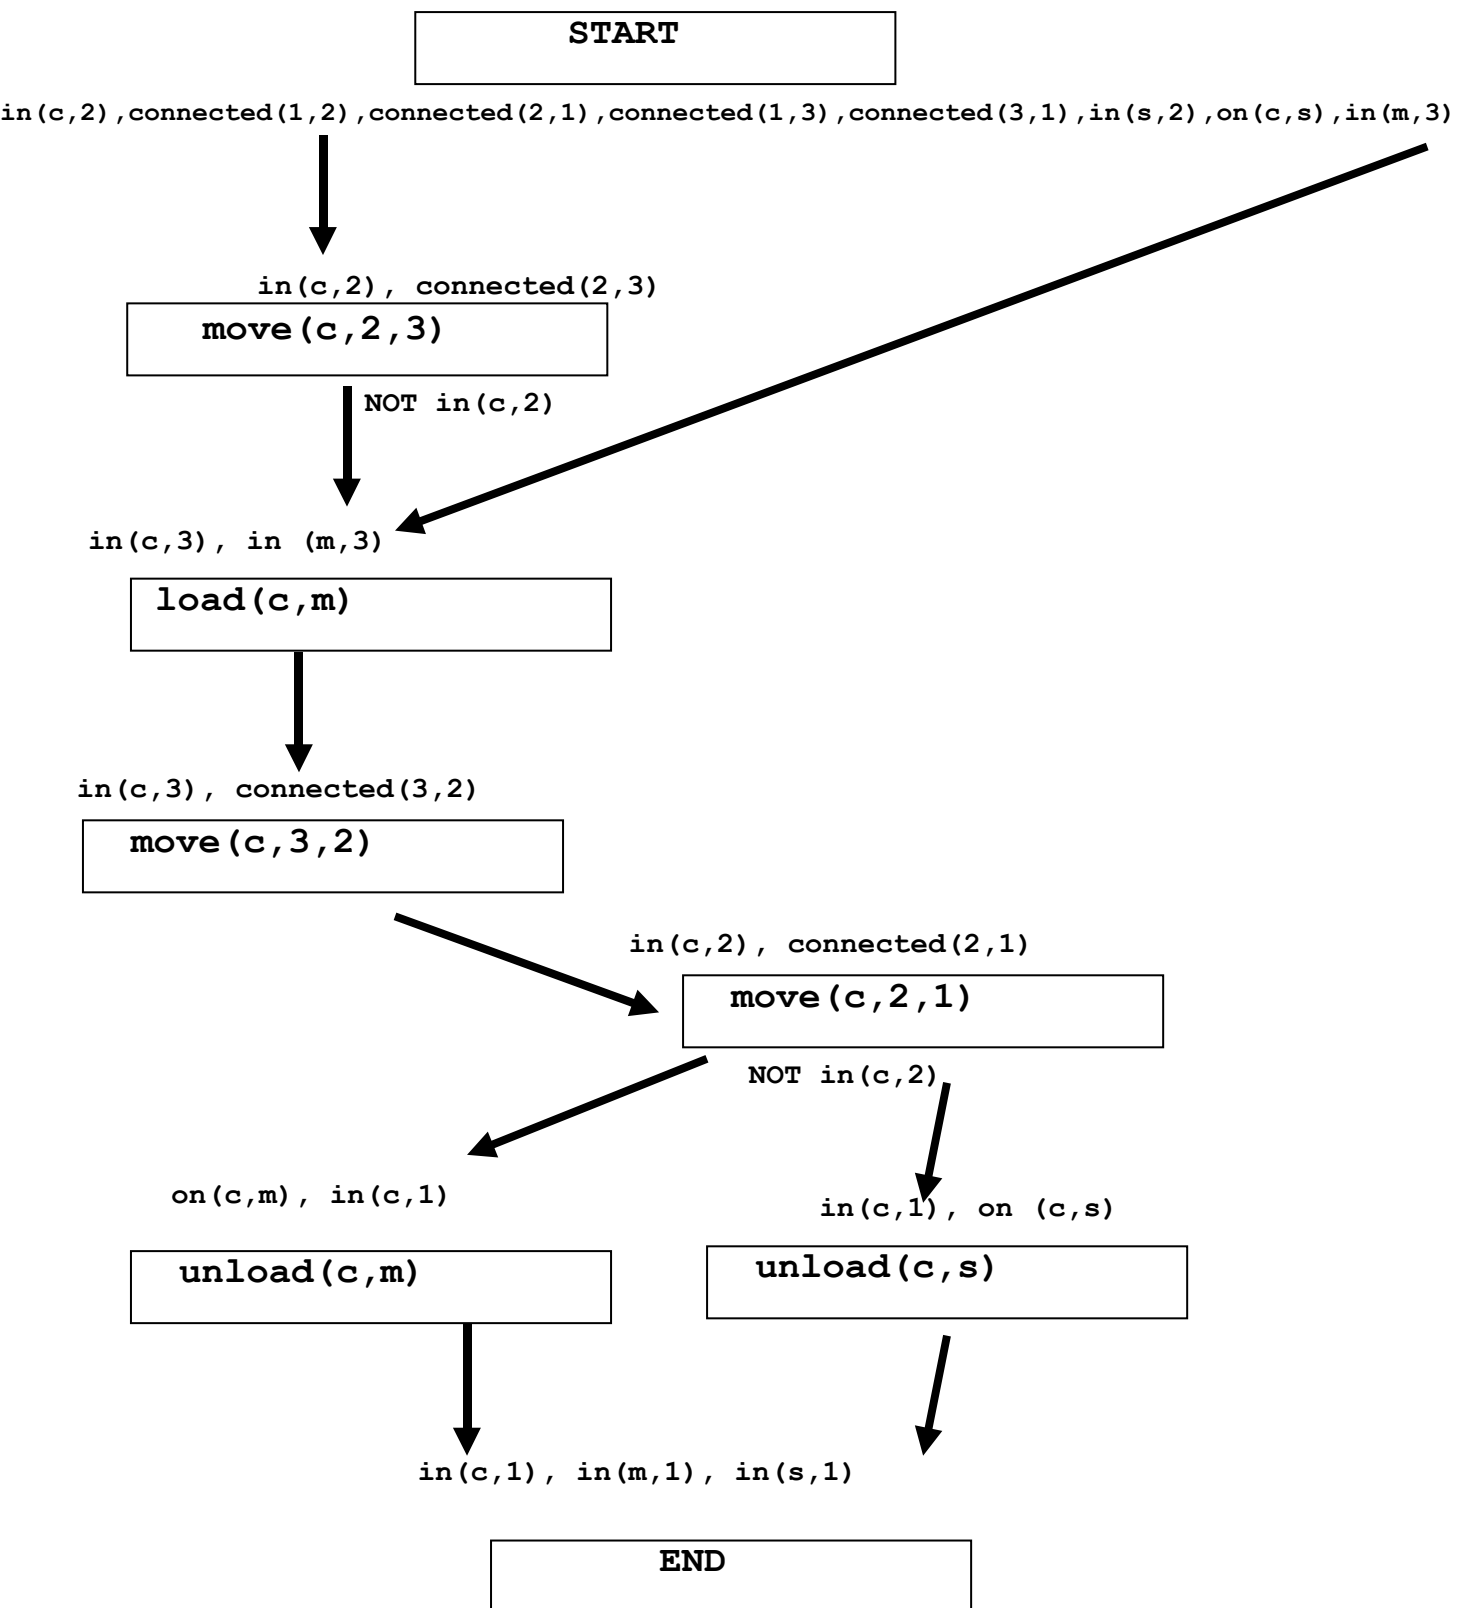 START
in(c,2),connected(1,2),connected(2,1),connected(1,3),connected(3,1),in(s,2),on(c,s),in(m,3)
in(c,2), connected(2,3)
move(c,2,3)
NOT in(c,2)
in(c,3), in (m,3)
load(c,m)
in(c,3), connected(3,2)
move(c,3,2)
in(c,2), connected(2,1)
move(c,2,1)
NOT in(c,2)
on(c,m), in(c,1)
in(c,1), on (c,s)
unload(c,m)
unload(c,s)
in(c,1), in(m,1), in(s,1)
END